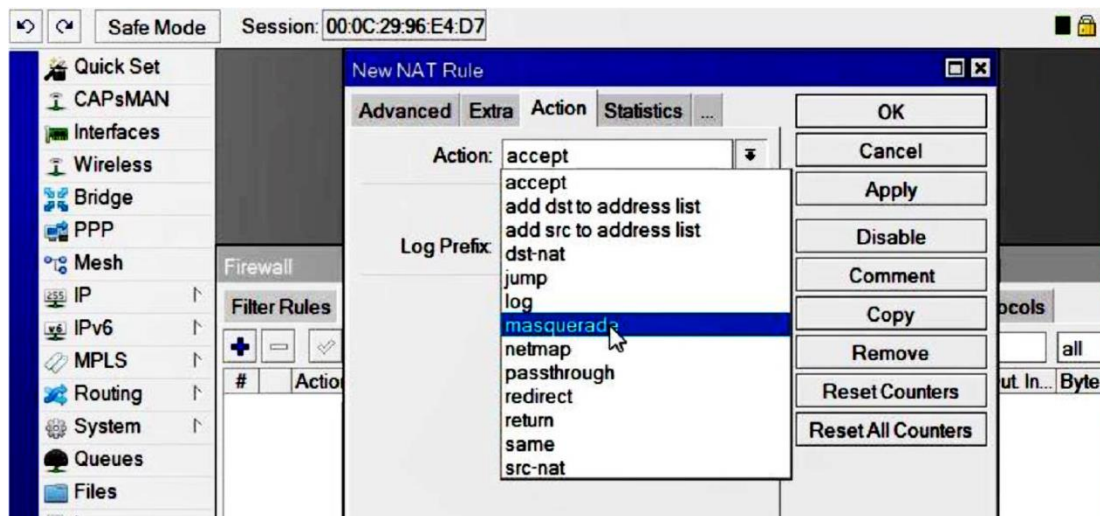 Safe Mode Session: 00:0C:29:96:E4:D7
Quick Set
CAPsMAN
Interfaces
Wireless
Bridge
PPP
Mesh
IP
IPv6
MPLS
Routing
System
Queues
Files
New NAT Rule
Advanced Extra Action Statistics ...
Action: accept
accept
add dst to address list
add src to address list
dst-nat
jump
log
masquerade
netmap
passthrough
redirect
return
same
src-nat
Log Prefix:
OK
Cancel
Apply
Disable
Comment
Copy
Remove
Reset Counters
Reset All Counters
Firewall
Filter Rules ocols
all
# Actio ut. In... Byte